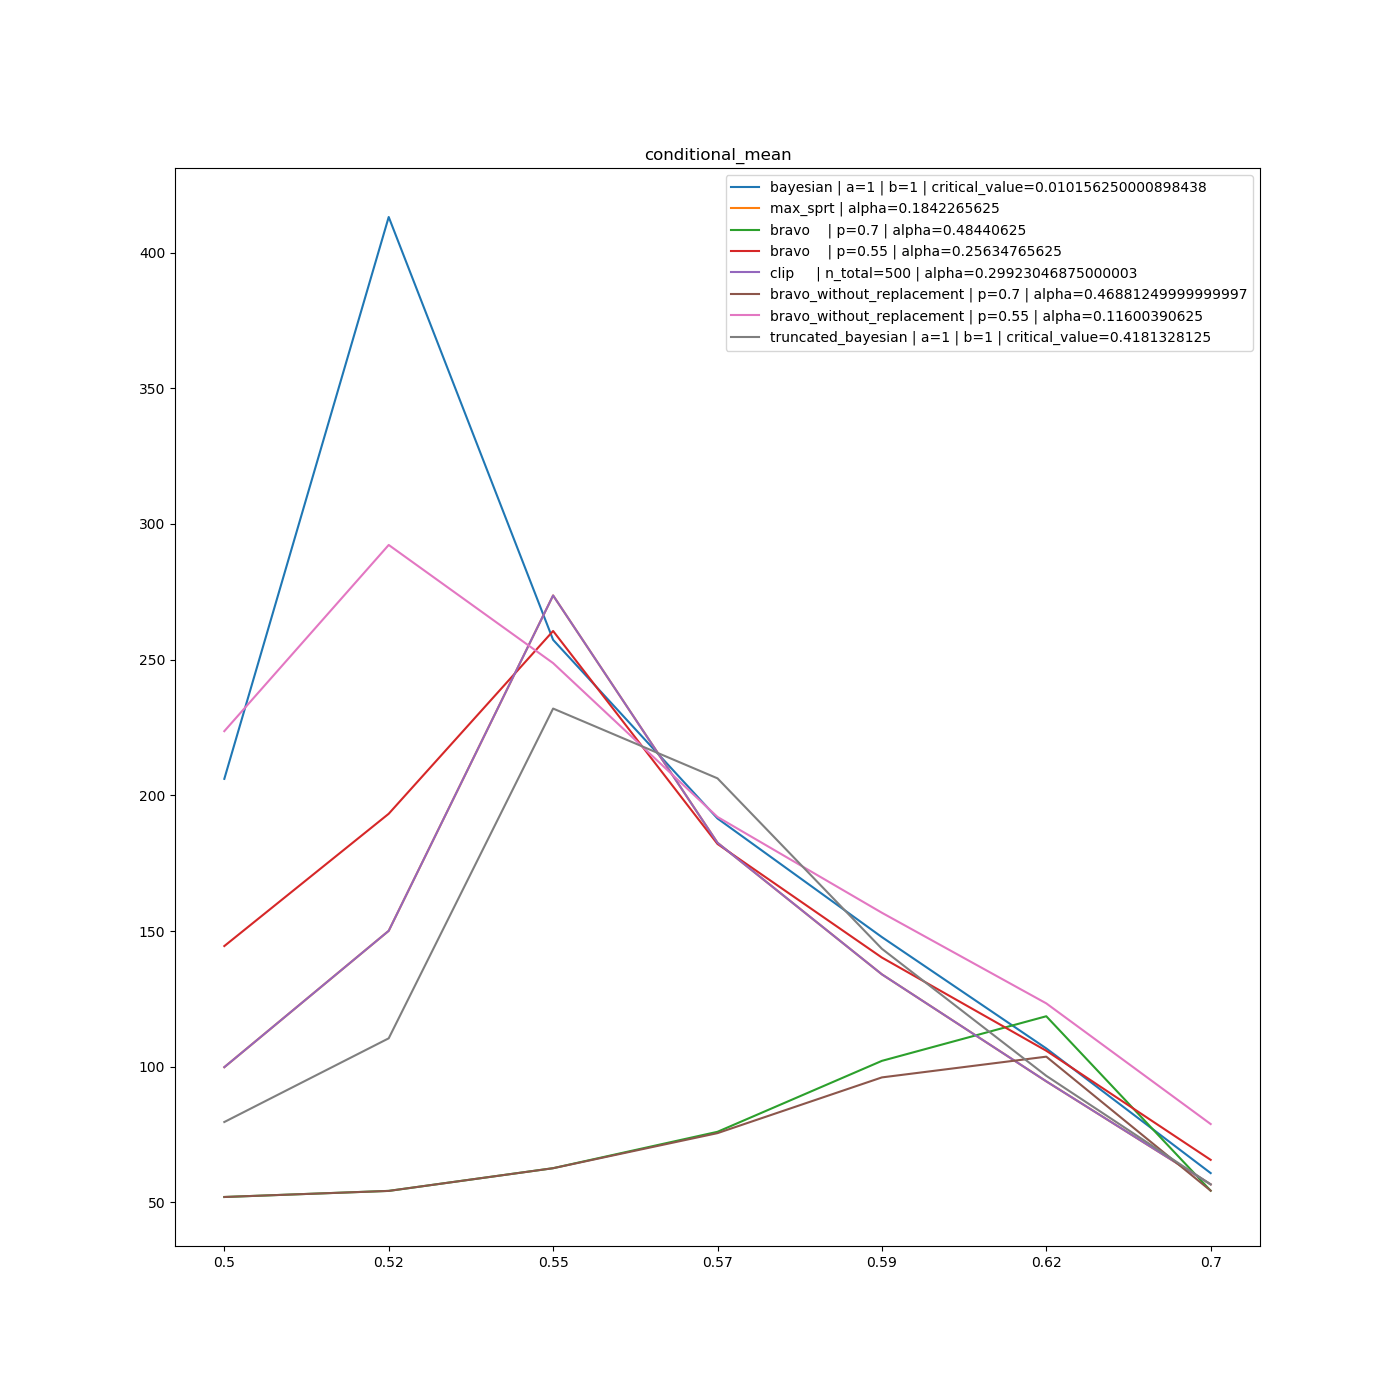 conditional_mean
bayesian | a=1 | b=1 | critical_value=0.010156250000898438
max_sprt | alpha=0.1842265625
bravo    | p=0.7 | alpha=0.48440625
bravo    | p=0.55 | alpha=0.25634765625
clip     | n_total=500 | alpha=0.29923046875000003
bravo_without_replacement | p=0.7 | alpha=0.46881249999999997
bravo_without_replacement | p=0.55 | alpha=0.11600390625
truncated_bayesian | a=1 | b=1 | critical_value=0.4181328125
400
350
300
250
200
150
100
50
0.5 0.52 0.55 0.57 0.59 0.62 0.7